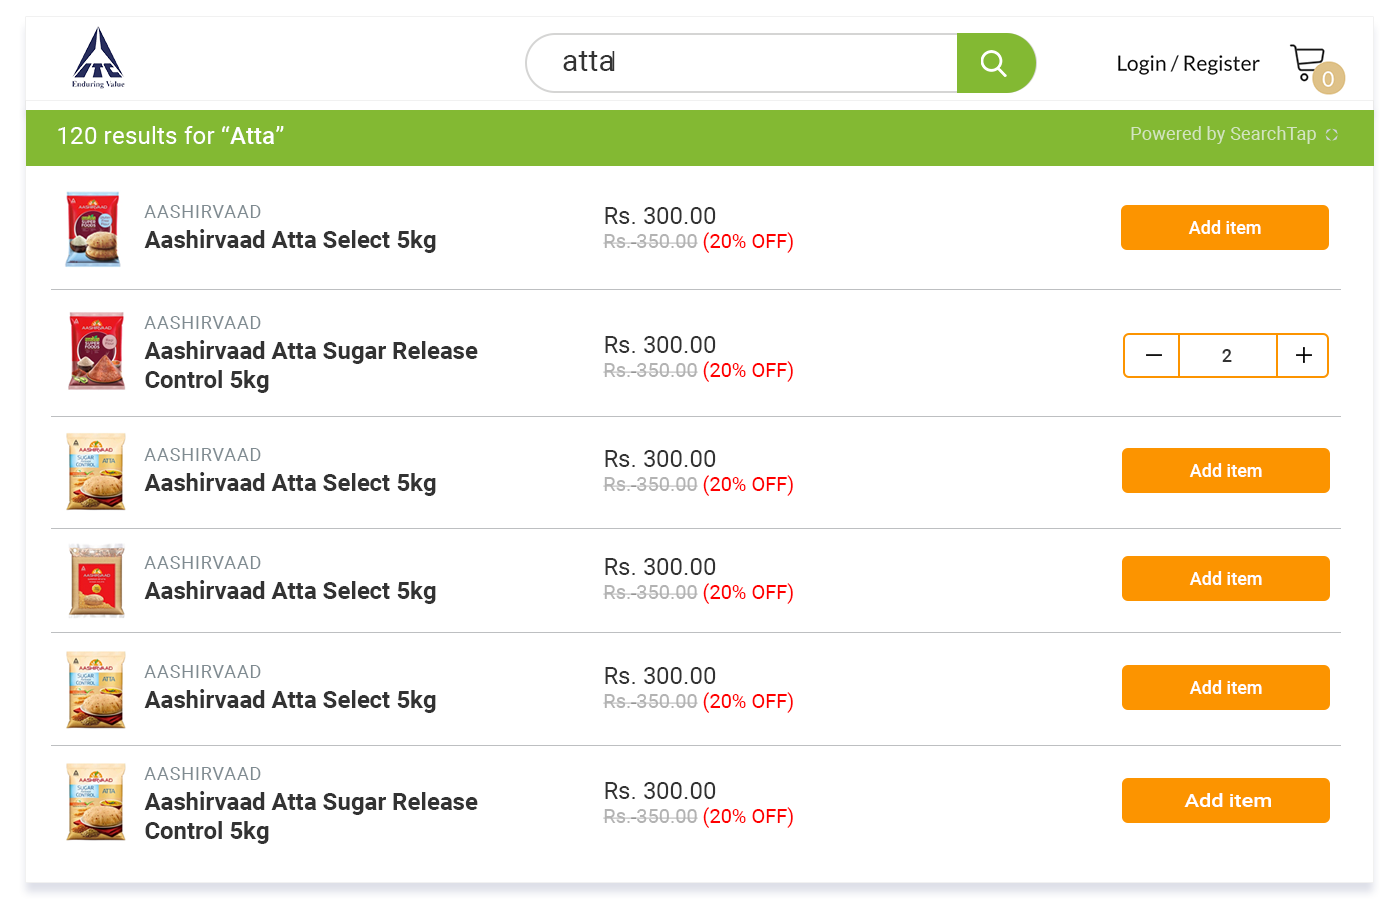 ITC
Enduring Value
atta
Login / Register
0
120 results for “Atta”
Powered by SearchTap
AASHIRVAAD
Aashirvaad Atta Select 5kg
Rs. 300.00
Rs. 350.00 (20% OFF)
Add item
AASHIRVAAD
Aashirvaad Atta Sugar Release
Control 5kg
Rs. 300.00
Rs. 350.00 (20% OFF)
2
AASHIRVAAD
Aashirvaad Atta Select 5kg
Rs. 300.00
Rs. 350.00 (20% OFF)
Add item
AASHIRVAAD
Aashirvaad Atta Select 5kg
Rs. 300.00
Rs. 350.00 (20% OFF)
Add item
AASHIRVAAD
Aashirvaad Atta Select 5kg
Rs. 300.00
Rs. 350.00 (20% OFF)
Add item
AASHIRVAAD
Aashirvaad Atta Sugar Release
Control 5kg
Rs. 300.00
Rs. 350.00 (20% OFF)
Add item